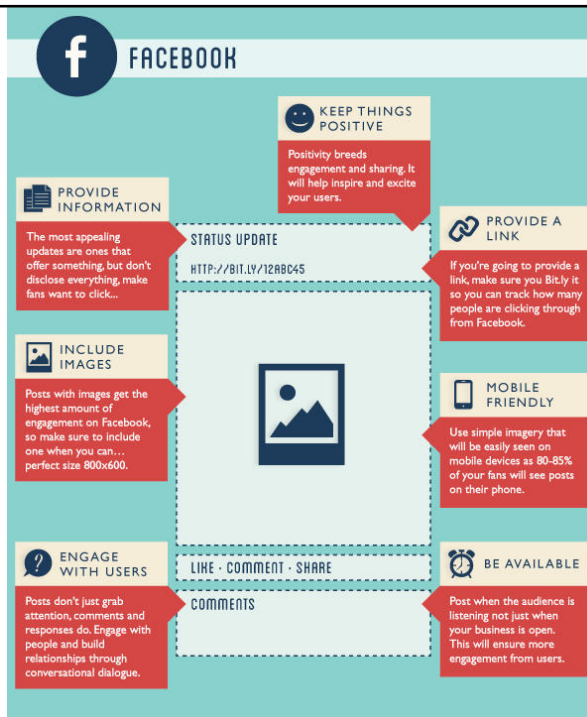 f FACEBOOK
KEEP THINGS
POSITIVE
Positivity breeds
engagement and sharing. It
will help inspire and excite
your users.
PROVIDE
INFORMATION
The most appealing
updates are ones that
offer something, but don't
disclose everything, make
fans want to click...
STATUS UPDATE
HTTP://BIT.LY/12ABC45
PROVIDE A
LINK
If you're going to provide a
link, make sure you Bit.ly it
so you can track how many
people are clicking through
from Facebook.
INCLUDE
IMAGES
Posts with images get the
highest amount of
engagement on Facebook,
so make sure to include
one when you can...
perfect size 800x600.
MOBILE
FRIENDLY
Use simple imagery that
will be easily seen on
mobile devices as 80-85%
of your fans will see posts
on their phone.
ENGAGE
WITH USERS
Posts don't just grab
attention, comments and
responses do. Engage with
people and build
relationships through
conversational dialogue.
LIKE · COMMENT · SHARE
COMMENTS
BE AVAILABLE
Post when the audience is
listening not just when
your business is open.
This will ensure more
engagement from users.